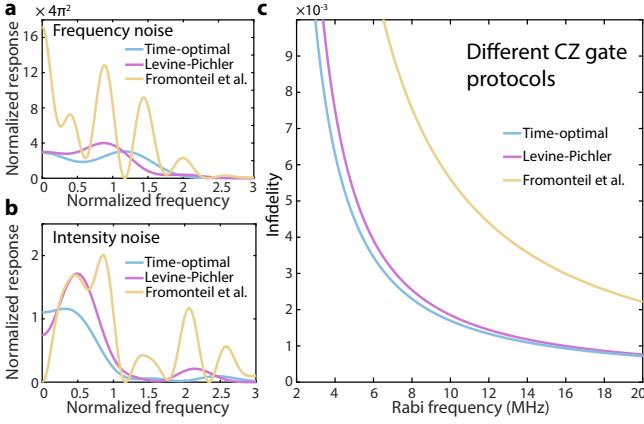 a
× 4π²
Frequency noise
Time-optimal
Levine-Pichler
Fromonteil et al.
Normalized response
16
12
8
4
0
0
0.5
1
1.5
2
2.5
3
Normalized frequency
b
Intensity noise
Time-optimal
Levine-Pichler
Fromonteil et al.
Normalized response
2
1
0
0
0.5
1
1.5
2
2.5
3
Normalized frequency
c
×10⁻³
Different CZ gate
protocols
Time-optimal
Levine-Pichler
Fromonteil et al.
Infidelity
9
8
7
6
5
4
3
2
1
0
2
4
6
8
10
12
14
16
18
20
Rabi frequency (MHz)